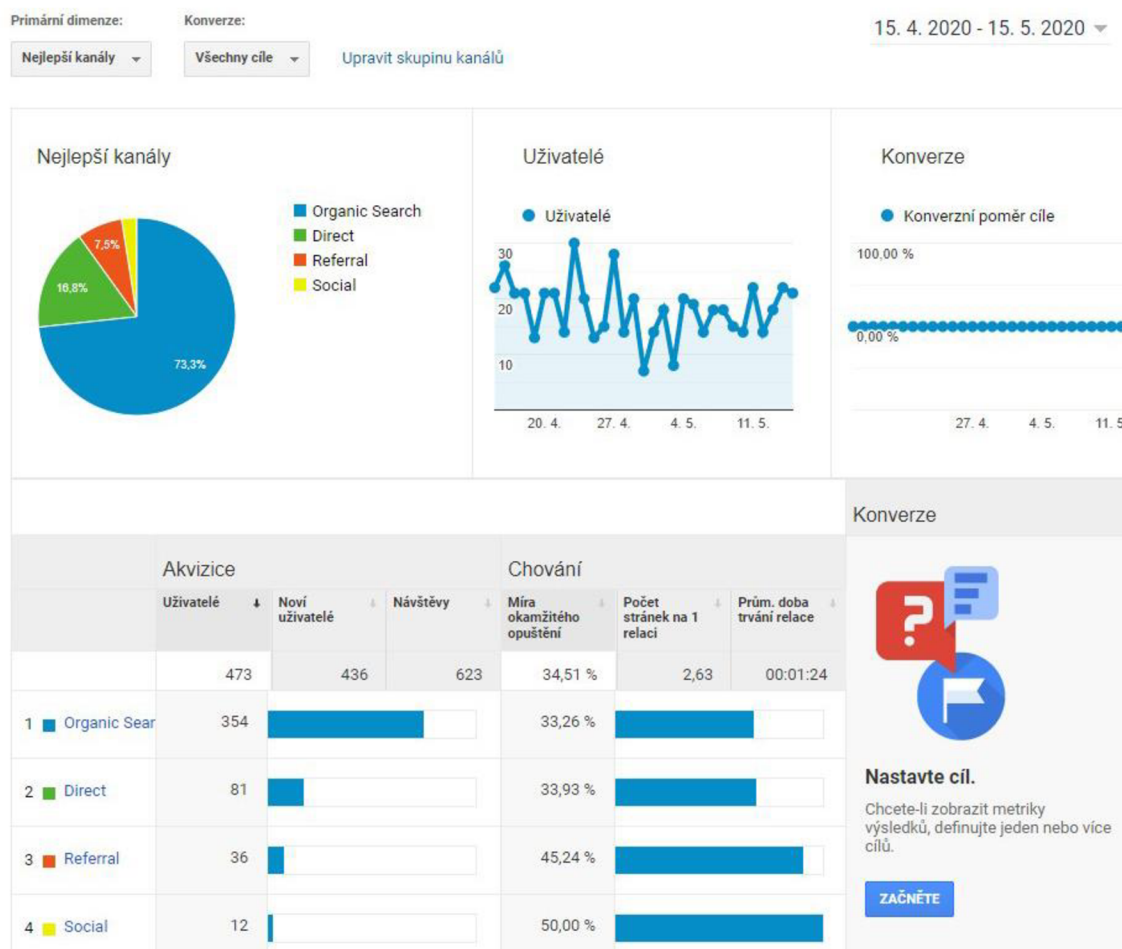 Primární dimenze:
Konverze:
15. 4. 2020 - 15. 5. 2020
Nejlepší kanály
Všechny cíle
Upravit skupinu kanálů
Nejlepší kanály
Organic Search
Direct
Referral
Social
7,5%
16,8%
73,3%
Uživatelé
Uživatelé
30
20
10
20. 4.
27. 4.
4. 5.
11. 5.
Konverze
Konverzní poměr cíle
100,00 %
0,00 %
27. 4.
4. 5.
11. 5
Akvizice
Chování
Konverze
Uživatelé
Noví
uživatelé
Návštěvy
Míra
okamžitého
opuštění
Počet
stránek na 1
relaci
Prům. doba
trvání relace
473
436
623
34,51 %
2,63
00:01:24
1 Organic Sear 354 33,26 %
2 Direct 81 33,93 %
3 Referral 36 45,24 %
4 Social 12 50,00 %
?
Nastavte cíl.
Chcete-li zobrazit metriky
výsledků, definujte jeden nebo více
cílů.
ZAČNĚTE